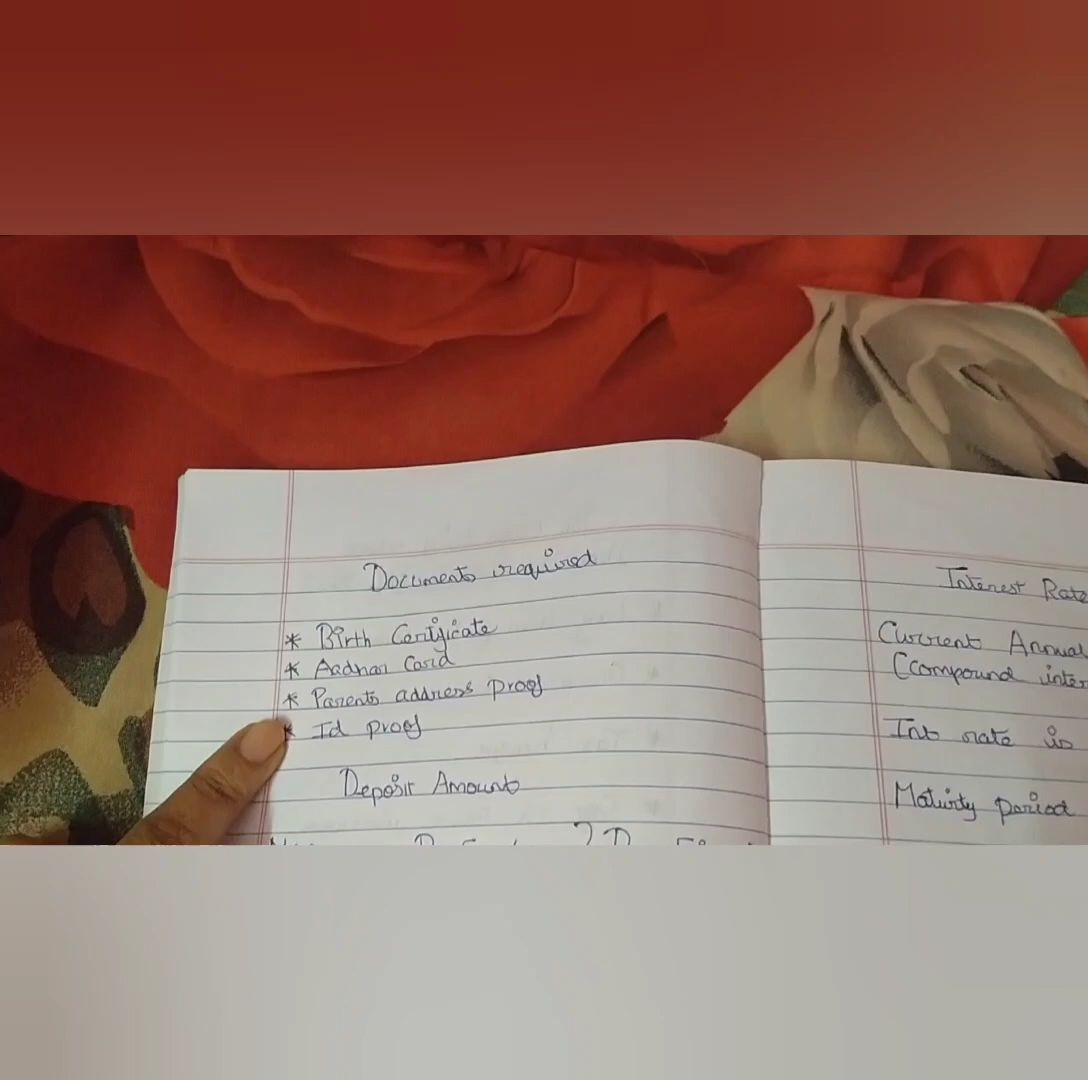 Documents required
* Birth Certificate
* Aadhar Card
* Parents address proof
* Id proof
Deposit Amount
Interest Rate
Current Annual
(compound inter
Int rate is
Maturity period